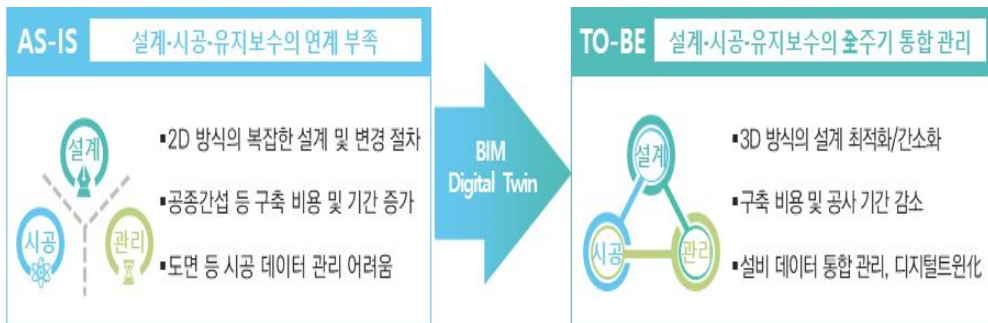 AS-IS 설계·시공·유지보수의 연계 부족
설계
시공
관리
▪2D 방식의 복잡한 설계 및 변경 절차
▪공종간섭 등 구축 비용 및 기간 증가
▪도면 등 시공 데이터 관리 어려움
BIM
Digital Twin
TO-BE 설계·시공·유지보수의 全주기 통합 관리
설계
시공
관리
▪3D 방식의 설계 최적화/간소화
▪구축 비용 및 공사 기간 감소
▪설비 데이터 통합 관리, 디지털트윈化